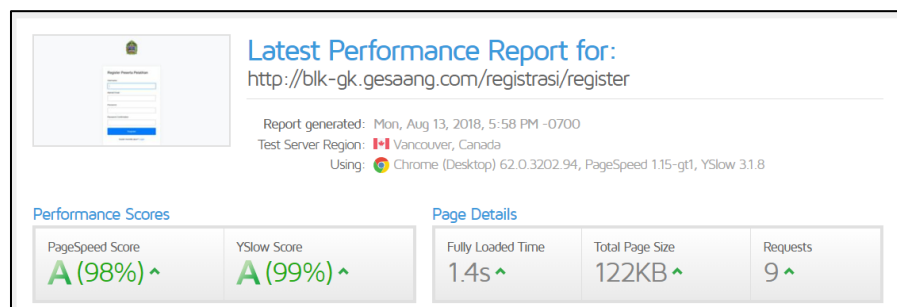 Latest Performance Report for:
http://blk-gk.gesaang.com/registrasi/register
Report generated: Mon, Aug 13, 2018, 5:58 PM -0700
Test Server Region: Vancouver, Canada
Using: Chrome (Desktop) 62.0.3202.94, PageSpeed 1.15-gt1, YSlow 3.1.8
Performance Scores
Page Details
PageSpeed Score
YSlow Score
Fully Loaded Time
Total Page Size
Requests
A (98%)
A (99%)
1.4s
122KB
9